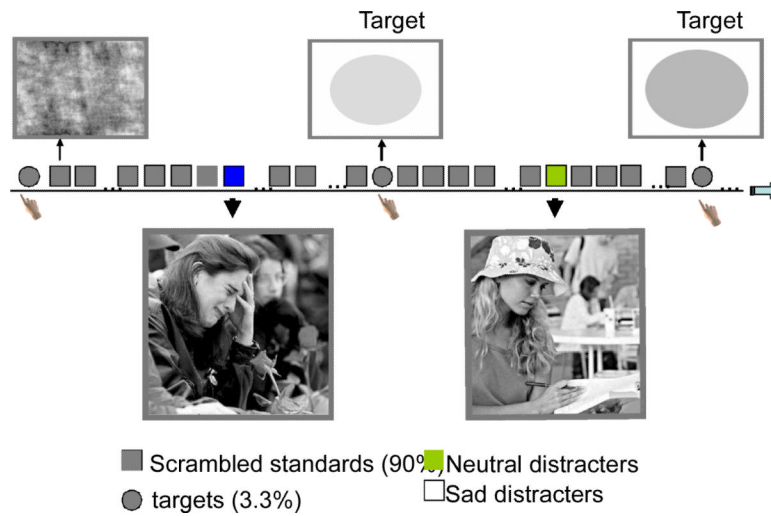 Target
Target
Scrambled standards (90%)
Neutral distracters
targets (3.3%)
Sad distracters